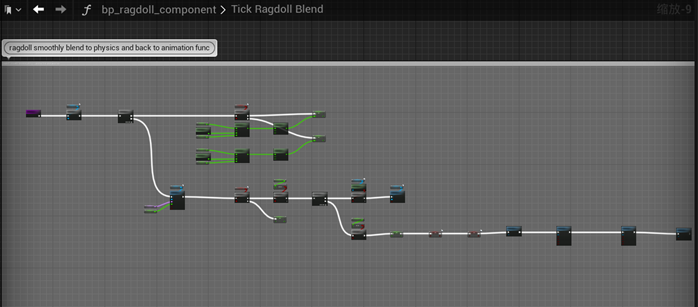 bp_ragdoll_component > Tick Ragdoll Blend
缩放-9
ragdoll smoothly blend to physics and back to animation func